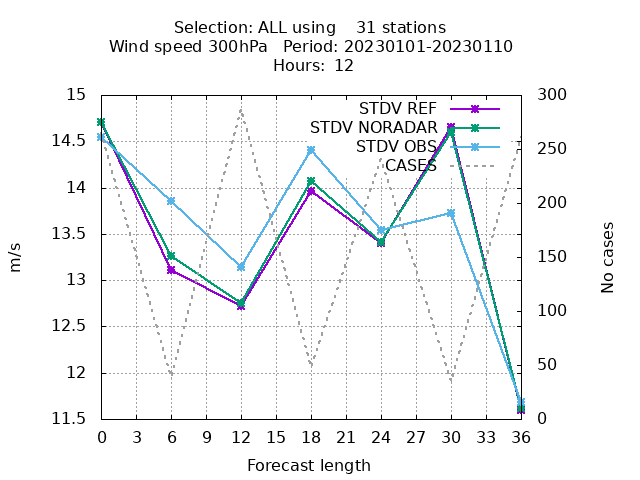 Selection: ALL using    31 stations
Wind speed 300hPa   Period: 20230101-20230110
Hours: 12
STDV REF
STDV NORADAR
STDV OBS
CASES
15
14.5
14
13.5
13
12.5
12
11.5
m/s
300
250
200
150
100
50
0
No cases
0 3 6 9 12 15 18 21 24 27 30 33 36
Forecast length